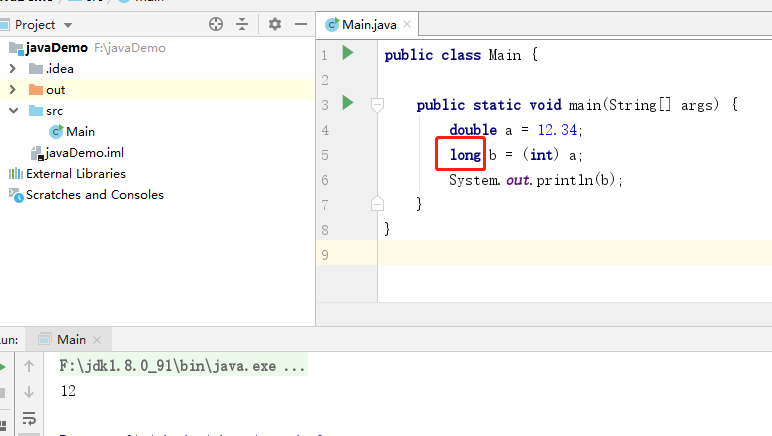 src
Main
Project
Main.java
javaDemo F:\javaDemo
.idea
out
src
Main
javaDemo.iml
External Libraries
Scratches and Consoles
1 public class Main {
2
3 public static void main(String[] args) {
4 double a = 12.34;
5 long b = (int) a;
6 System.out.println(b);
7 }
8 }
9
un: Main
F:\jdk1.8.0_91\bin\java.exe ...
12